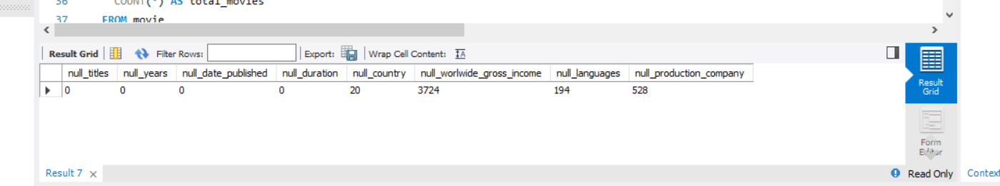 36 COUNT(*) AS total_movies
37 FROM movie
Result Grid Filter Rows: Export: Wrap Cell Content: IA
null_titles null_years null_date_published null_duration null_country null_worlwide_gross_income null_languages null_production_company
0 0 0 0 20 3724 194 528
Result
Grid
Form
Editor
Result 7 × Read Only Context